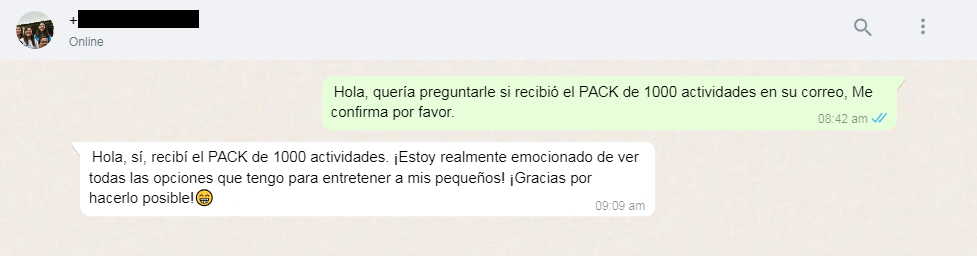 +
Online
Hola, quería preguntarle si recibió el PACK de 1000 actividades en su correo, Me
confirma por favor.
08:42 am
Hola, sí, recibí el PACK de 1000 actividades. ¡Estoy realmente emocionado de ver
todas las opciones que tengo para entretener a mis pequeños! ¡Gracias por
hacerlo posible!😁
09:09 am